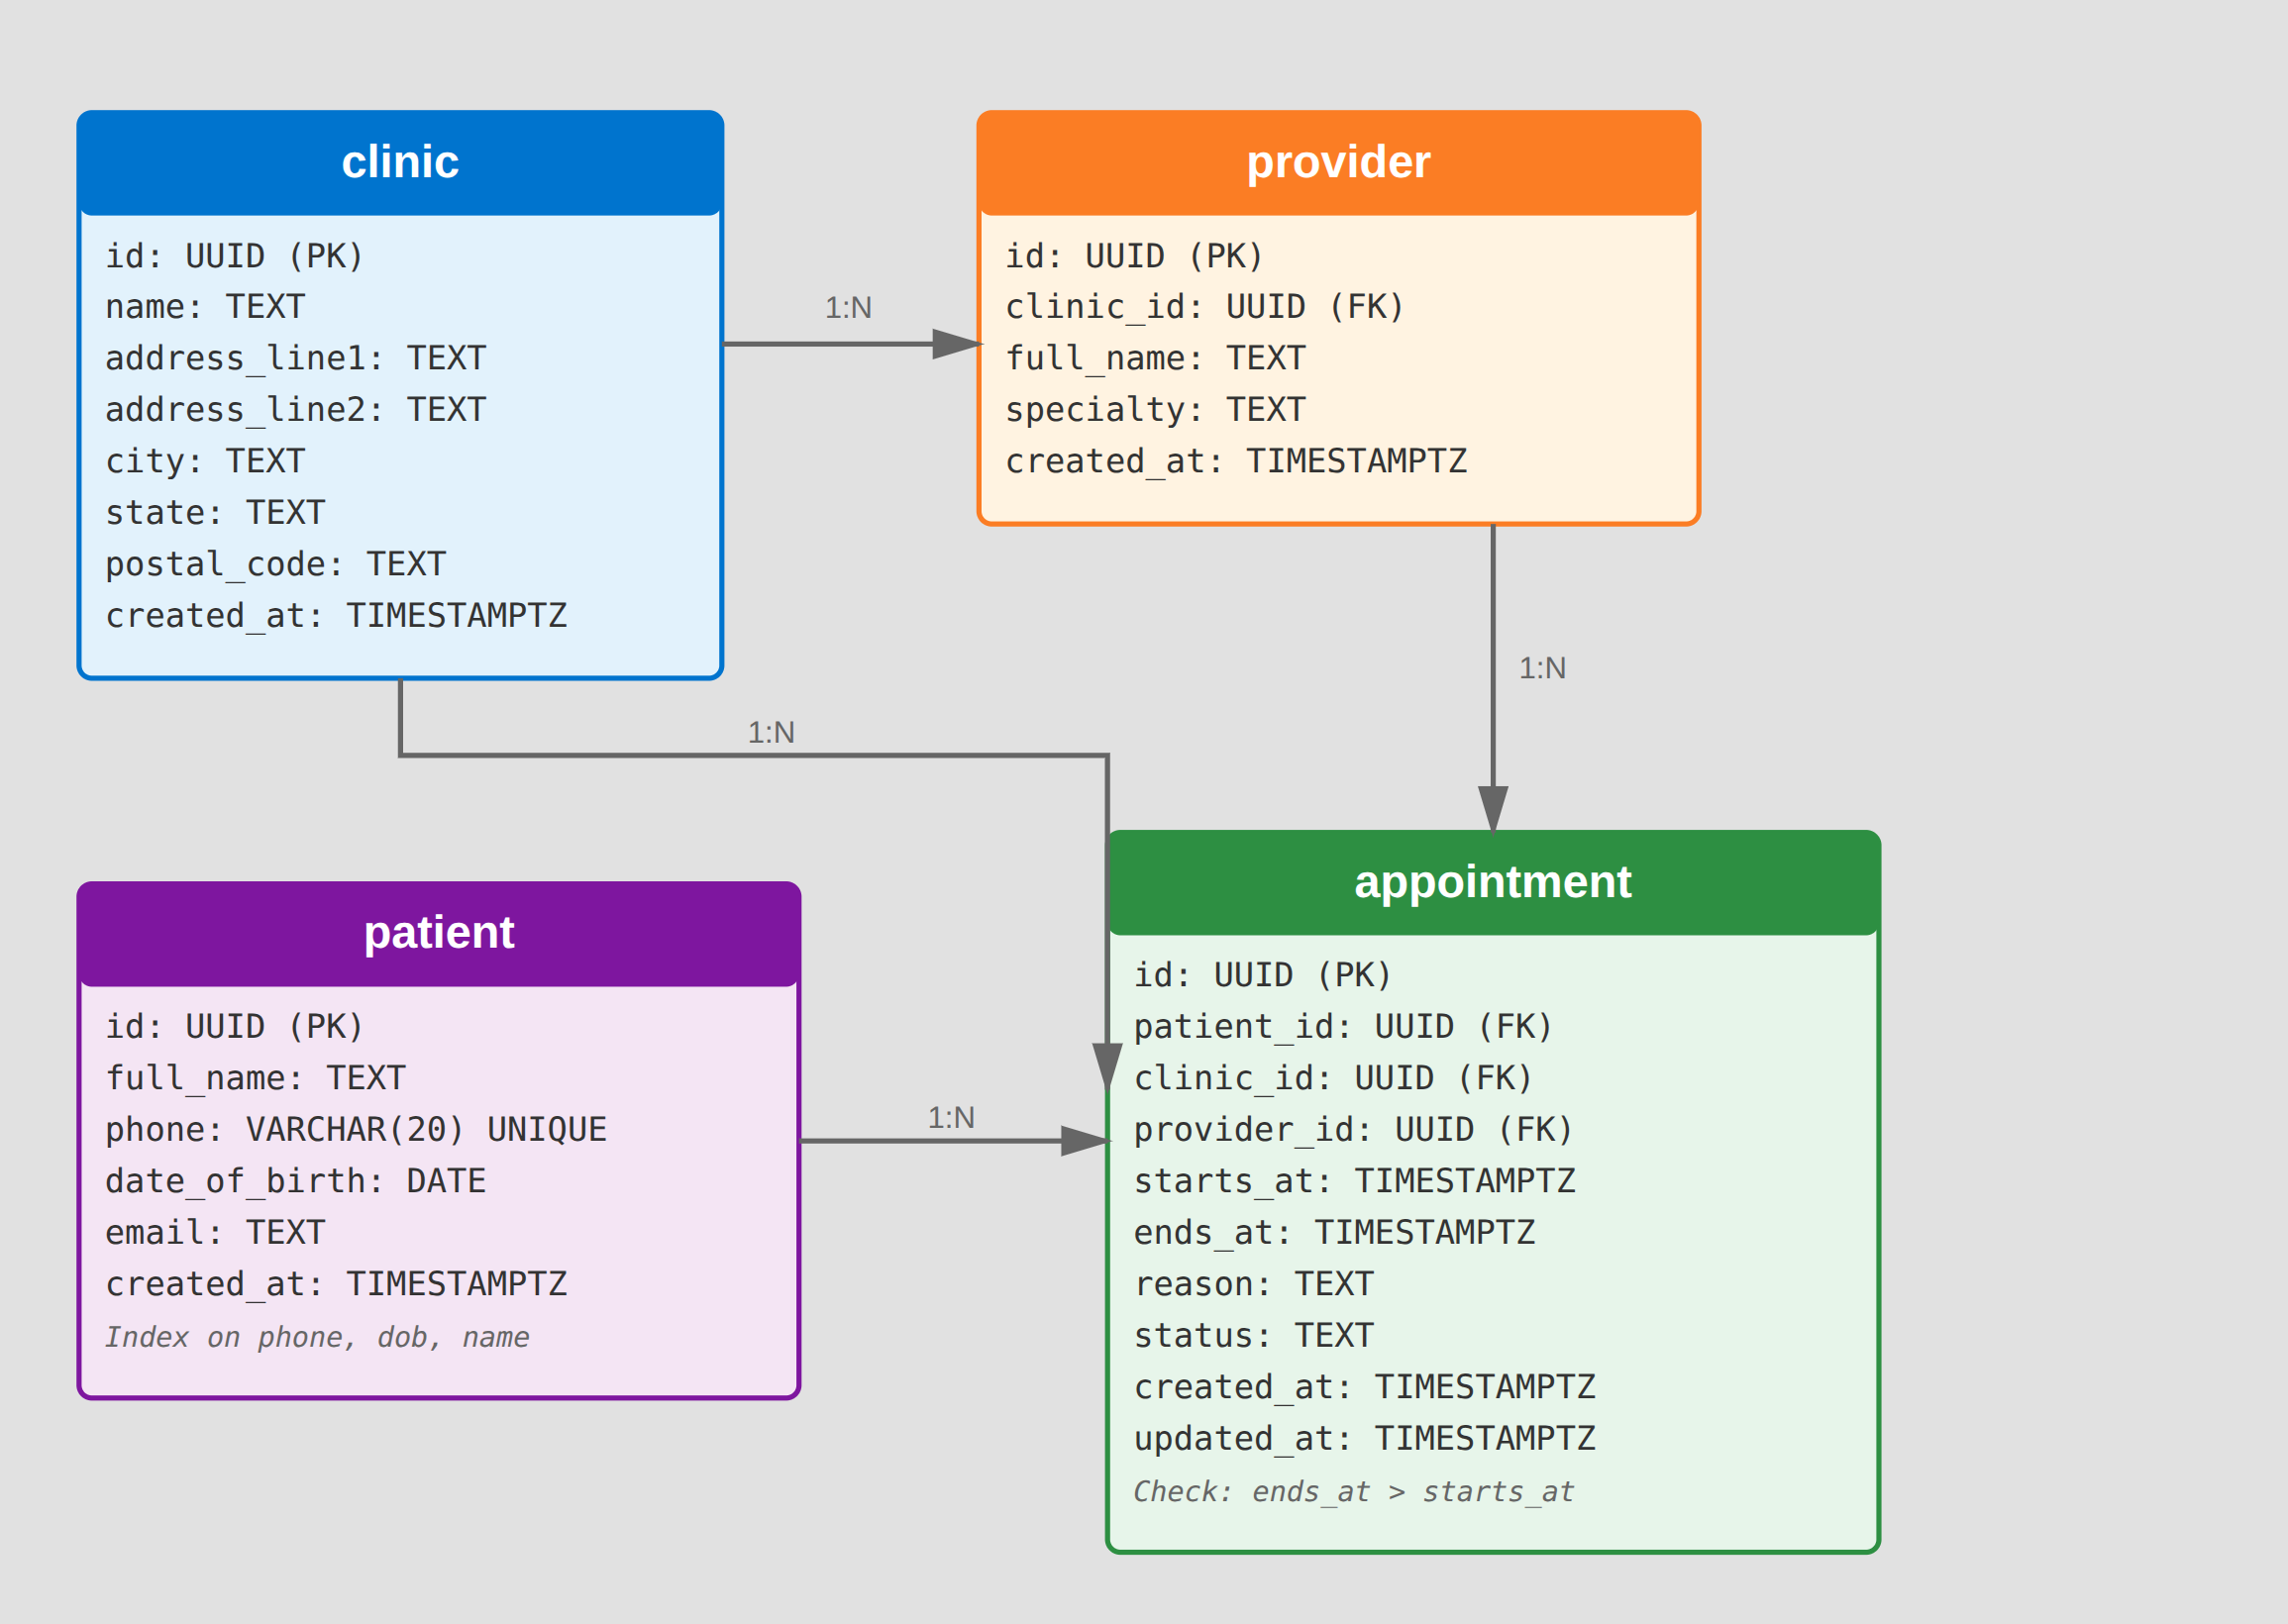 clinic
id: UUID (PK)
name: TEXT
address_line1: TEXT
address_line2: TEXT
city: TEXT
state: TEXT
postal_code: TEXT
created_at: TIMESTAMPTZ
1:N
provider
id: UUID (PK)
clinic_id: UUID (FK)
full_name: TEXT
specialty: TEXT
created_at: TIMESTAMPTZ
1:N
1:N
patient
id: UUID (PK)
full_name: TEXT
phone: VARCHAR(20) UNIQUE
date_of_birth: DATE
email: TEXT
created_at: TIMESTAMPTZ
Index on phone, dob, name
1:N
appointment
id: UUID (PK)
patient_id: UUID (FK)
clinic_id: UUID (FK)
provider_id: UUID (FK)
starts_at: TIMESTAMPTZ
ends_at: TIMESTAMPTZ
reason: TEXT
status: TEXT
created_at: TIMESTAMPTZ
updated_at: TIMESTAMPTZ
Check: ends_at > starts_at